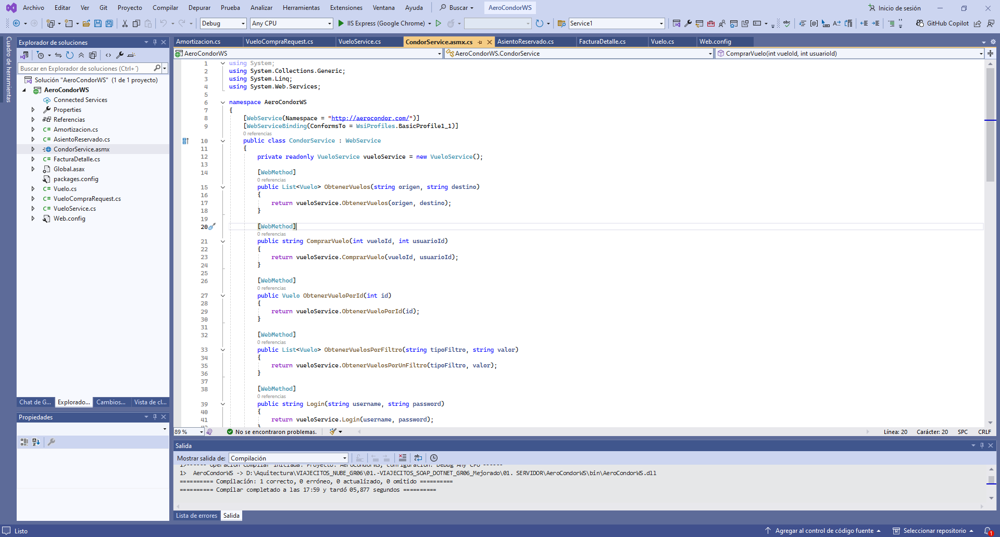 Archivo Editar Ver Git Proyecto Compilar Depurar Prueba Analizar Herramientas Extensiones Ventana Ayuda Buscar AeroCondorWS Inicio de sesión
Debug Any CPU IIS Express (Google Chrome) Service1 GitHub Copilot
Cuadro de herramientas
Explorador de soluciones
Buscar en Explorador de soluciones (Ctrl+´)
Solución "AeroCondorWS" (1 de 1 proyecto)
AeroCondorWS
Connected Services
Properties
Referencias
C# Amortizacion.cs
C# AsientoReservado.cs
CondorService.asmx
C# FacturaDetalle.cs
Global.asax
packages.config
C# Vuelo.cs
C# VueloCompraRequest.cs
C# VueloService.cs
Web.config
Chat de G... Explorado... Cambios... Vista de cl...
Propiedades
Amortizacion.cs VueloCompraRequest.cs VueloService.cs CondorService.asmx.cs AsientoReservado.cs FacturaDetalle.cs Vuelo.cs Web.config
AeroCondorWS AeroCondorWS.CondorService ComprarVuelo(int vueloId, int usuarioId)
1 using System;
2 using System.Collections.Generic;
3 using System.Linq;
4 using System.Web.Services;
5
6 namespace AeroCondorWS
7 {
8 [WebService(Namespace = "http://aerocondor.com/")]
9 [WebServiceBinding(ConformsTo = WsiProfiles.BasicProfile1_1)]
0 referencias
10 public class CondorService : WebService
11 {
12 private readonly VueloService vueloService = new VueloService();
13
14 [WebMethod]
0 referencias
15 public List<Vuelo> ObtenerVuelos(string origen, string destino)
16 {
17 return vueloService.ObtenerVuelos(origen, destino);
18 }
19
20 [WebMethod]
0 referencias
21 public string ComprarVuelo(int vueloId, int usuarioId)
22 {
23 return vueloService.ComprarVuelo(vueloId, usuarioId);
24 }
25
26 [WebMethod]
0 referencias
27 public Vuelo ObtenerVueloPorId(int id)
28 {
29 return vueloService.ObtenerVueloPorId(id);
30 }
31
32 [WebMethod]
0 referencias
33 public List<Vuelo> ObtenerVuelosPorFiltro(string tipoFiltro, string valor)
34 {
35 return vueloService.ObtenerVuelosPorUnFiltro(tipoFiltro, valor);
36 }
37
38 [WebMethod]
0 referencias
39 public string Login(string username, string password)
40 {
41 return vueloService.Login(username, password);
89 % No se encontraron problemas. Línea: 20 Carácter: 20 SPC CRLF
Salida
Mostrar salida de: Compilación
1>------ Operación Compilar iniciada: Proyecto: AeroCondorWS, Configuración: Debug Any CPU ------
1> AeroCondorWS -> D:\Aquitectura\VIAJECITOS_NUBE_GR06\01.-VIAJECITOS_SOAP_DOTNET_GR06_Mejorado\01. SERVIDOR\AeroCondorWS\bin\AeroCondorWS.dll
========== Compilación: 1 correcto, 0 erróneo, 0 actualizado, 0 omitido ==========
========== Compilar completado a las 17:59 y tardó 05,877 segundos ==========
Lista de errores Salida
Listo Agregar al control de código fuente Seleccionar repositorio 1